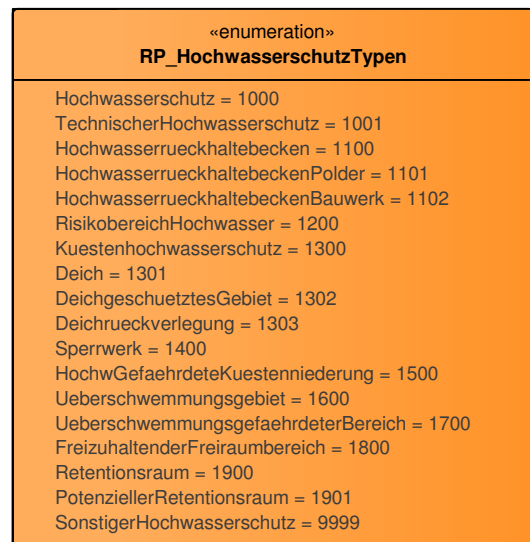 «enumeration»
RP_HochwasserschutzTypen
Hochwasserschutz = 1000
TechnischerHochwasserschutz = 1001
Hochwasserrueckhaltebecken = 1100
HochwasserrueckhaltebeckenPolder = 1101
HochwasserrueckhaltebeckenBauwerk = 1102
RisikobereichHochwasser = 1200
Kuestenhochwasserschutz = 1300
Deich = 1301
DeichgeschuetztesGebiet = 1302
Deichrueckverlegung = 1303
Sperrwerk = 1400
HochwGefaehrdeteKuestenniederung = 1500
Ueberschwemmungsgebiet = 1600
UeberschwemmungsgefaehrdeterBereich = 1700
FreizuhaltenderFreiraumbereich = 1800
Retentionsraum = 1900
PotenziellerRetentionsraum = 1901
SonstigerHochwasserschutz = 9999